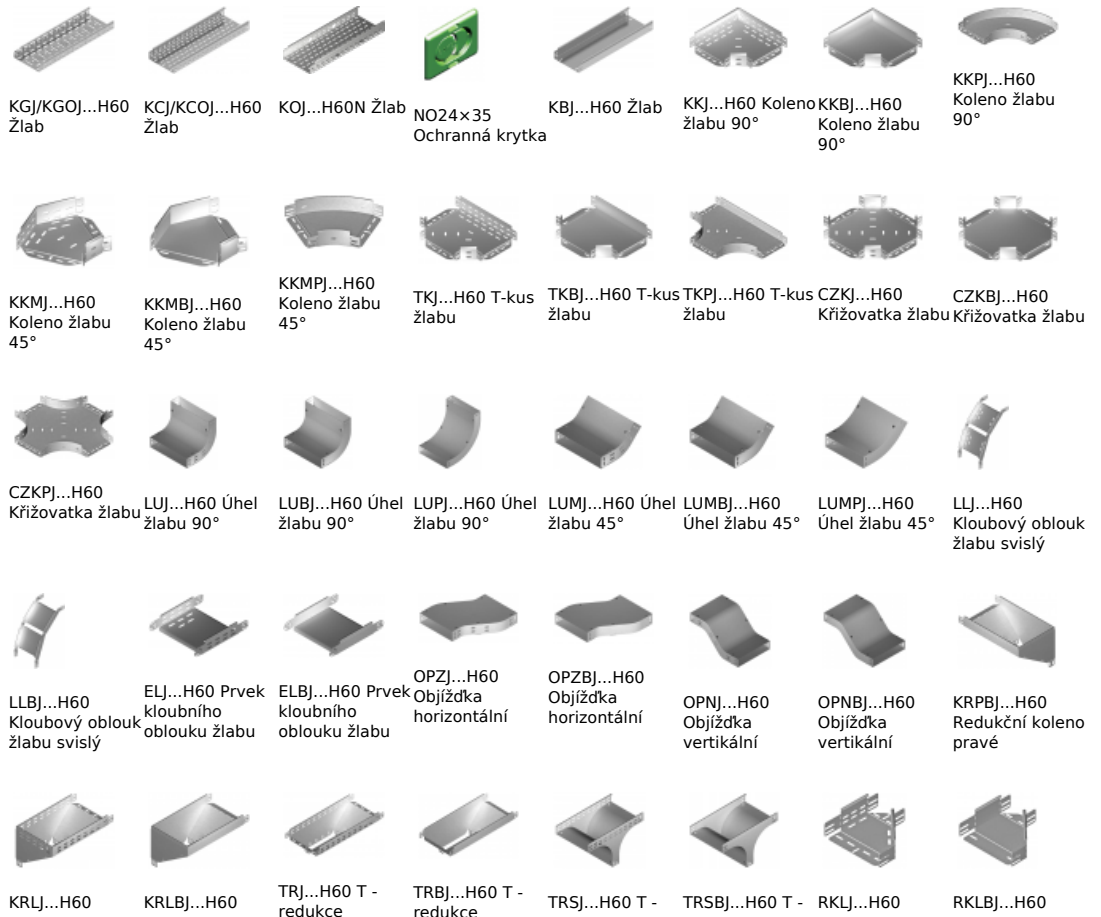 KGJ/KGOJ...H60
Žlab
KCJ/KCOJ...H60
Žlab
KOJ...H60N Žlab
NO24×35
Ochranná krytka
KBJ...H60 Žlab
KKJ...H60 Koleno
žlabu 90°
KKBJ...H60
Koleno žlabu
90°
KKPJ...H60
Koleno žlabu
90°
KKMJ...H60
Koleno žlabu
45°
KKMBJ...H60
Koleno žlabu
45°
KKMPJ...H60
Koleno žlabu
45°
TKJ...H60 T-kus
žlabu
TKBJ...H60 T-kus
žlabu
TKPJ...H60 T-kus
žlabu
CZKJ...H60
Křižovatka žlabu
CZKBJ...H60
Křižovatka žlabu
CZKPJ...H60
Křižovatka žlabu
LUJ...H60 Úhel
žlabu 90°
LUBJ...H60 Úhel
žlabu 90°
LUPJ...H60 Úhel
žlabu 90°
LUMJ...H60 Úhel
žlabu 45°
LUMBJ...H60
Úhel žlabu 45°
LUMPJ...H60
Úhel žlabu 45°
LLJ...H60
Kloubový oblouk
žlabu svislý
LLBJ...H60
Kloubový oblouk
žlabu svislý
ELJ...H60 Prvek
kloubního
oblouku žlabu
ELBJ...H60 Prvek
kloubního
oblouku žlabu
OPZJ...H60
Objížďka
horizontální
OPZBJ...H60
Objížďka
horizontální
OPNJ...H60
Objížďka
vertikální
OPNBJ...H60
Objížďka
vertikální
KRPBJ...H60
Redukční koleno
pravé
KRLJ...H60
KRLBJ...H60
TRJ...H60 T -
redukce
TRBJ...H60 T -
redukce
TRSJ...H60 T -
TRSBJ...H60 T -
RKLJ...H60
RKLBJ...H60